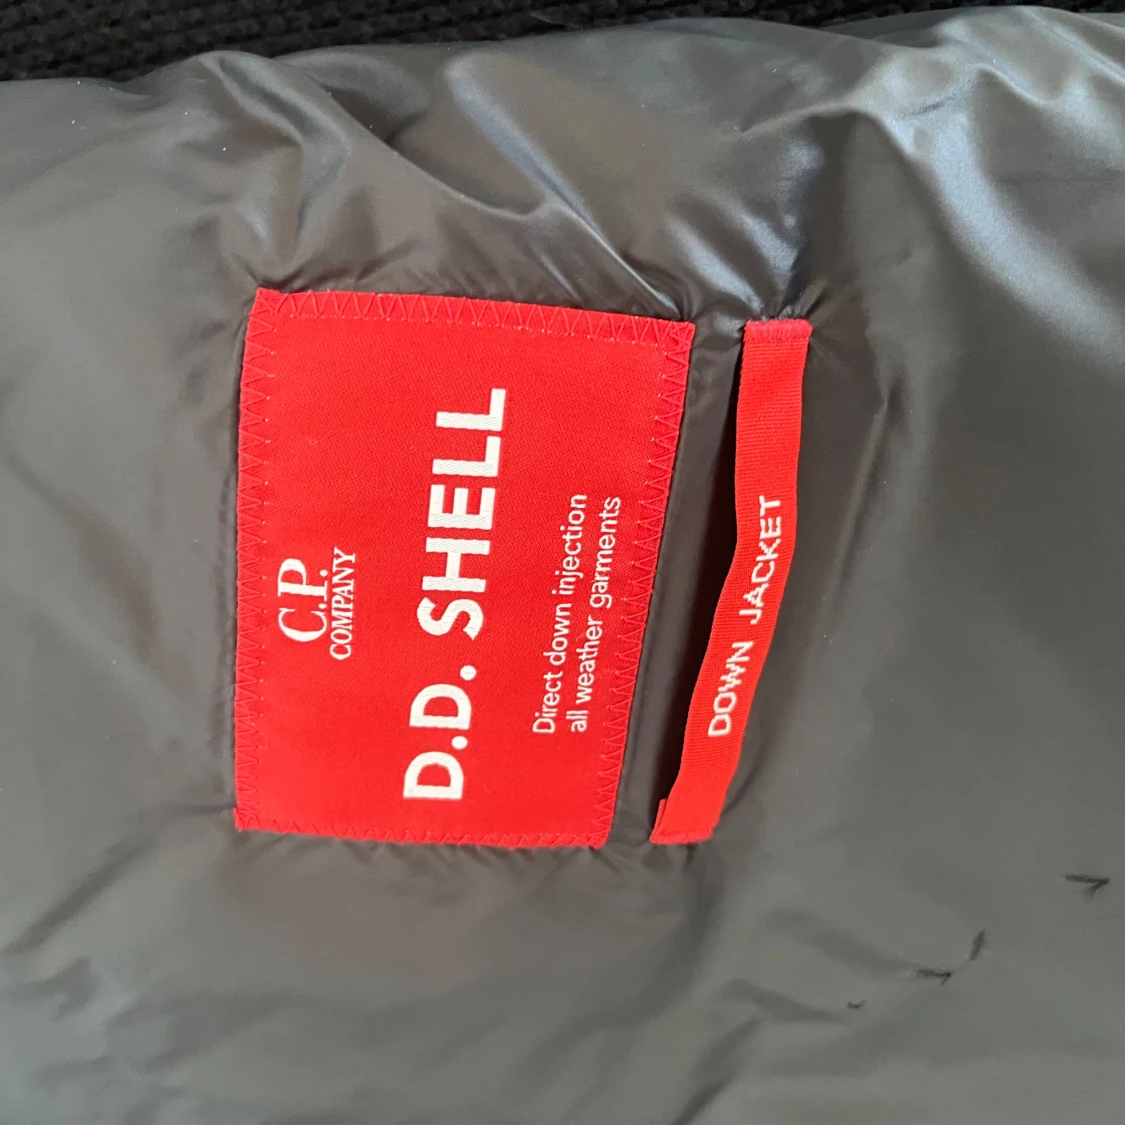 C.P.
COMPANY
D.D. SHELL
Direct down injection
all weather garments
DOWN JACKET